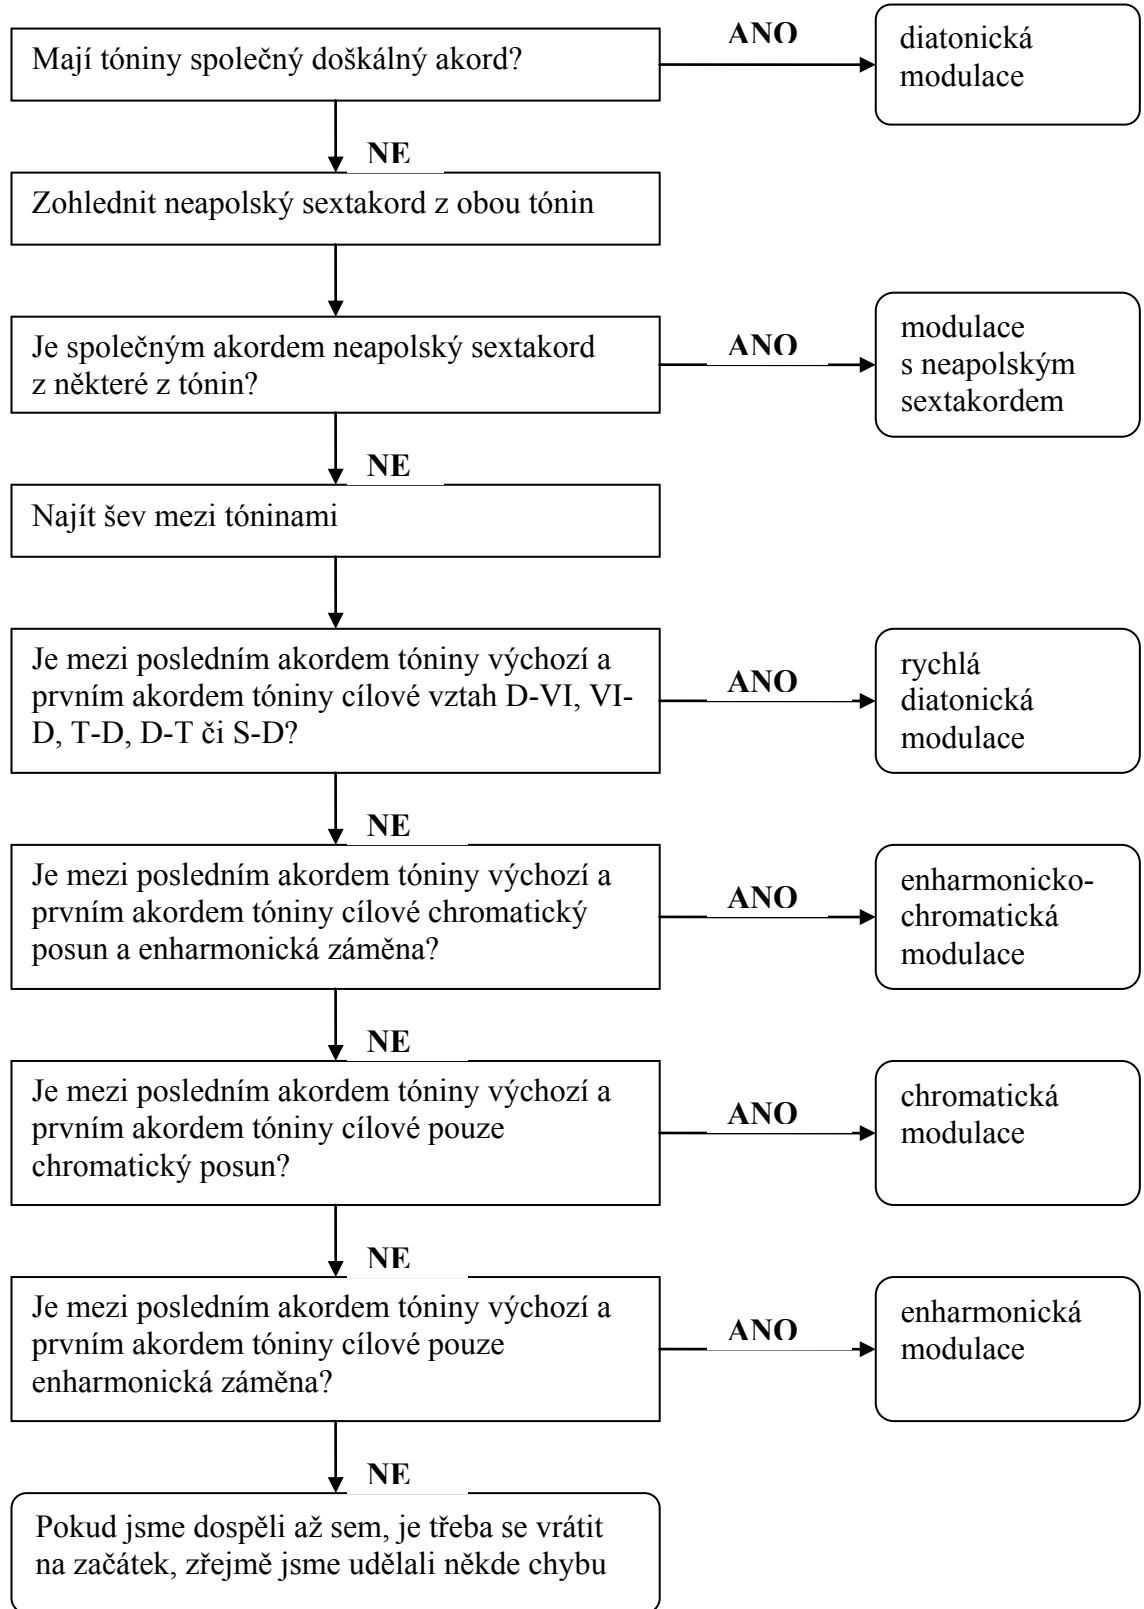 Mají tóniny společný doškálný akord?
ANO
diatonická
modulace
NE
Zohlednit neapolský sextakord z obou tónin
Je společným akordem neapolský sextakord
z některé z tónin?
ANO
modulace
s neapolským
sextakordem
NE
Najít šev mezi tóninami
Je mezi posledním akordem tóniny výchozí a
prvním akordem tóniny cílové vztah D-VI, VI-
D, T-D, D-T či S-D?
ANO
rychlá
diatonická
modulace
NE
Je mezi posledním akordem tóniny výchozí a
prvním akordem tóniny cílové chromatický
posun a enharmonická záměna?
ANO
enharmonicko-
chromatická
modulace
NE
Je mezi posledním akordem tóniny výchozí a
prvním akordem tóniny cílové pouze
chromatický posun?
ANO
chromatická
modulace
NE
Je mezi posledním akordem tóniny výchozí a
prvním akordem tóniny cílové pouze
enharmonická záměna?
ANO
enharmonická
modulace
NE
Pokud jsme dospěli až sem, je třeba se vrátit
na začátek, zřejmě jsme udělali někde chybu